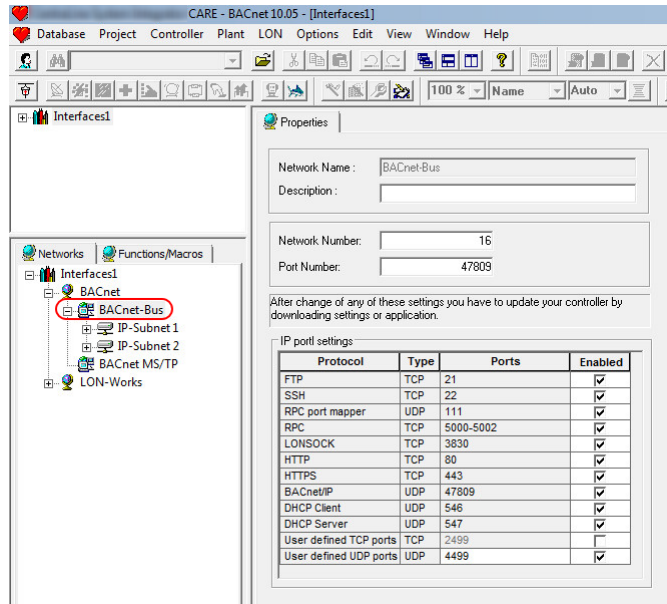 CARE - BACnet 10.05 - [Interfaces1]
Database Project Controller Plant LON Options Edit View Window Help
100 % Name Auto
Interfaces1
Properties
Network Name : BACnet-Bus
Description :
Network Number: 16
Port Number: 47809
After change of any of these settings you have to update your controller by
downloading settings or application.
Networks Functions/Macros
Interfaces1
BACnet
BACnet-Bus
IP-Subnet 1
IP-Subnet 2
BACnet MS/TP
LON-Works
IP portl settings
Protocol Type Ports Enabled
FTP TCP 21
SSH TCP 22
RPC port mapper UDP 111
RPC TCP 5000-5002
LONSOCK TCP 3830
HTTP TCP 80
HTTPS TCP 443
BACnet/IP UDP 47809
DHCP Client UDP 546
DHCP Server UDP 547
User defined TCP ports TCP 2499
User defined UDP ports UDP 4499